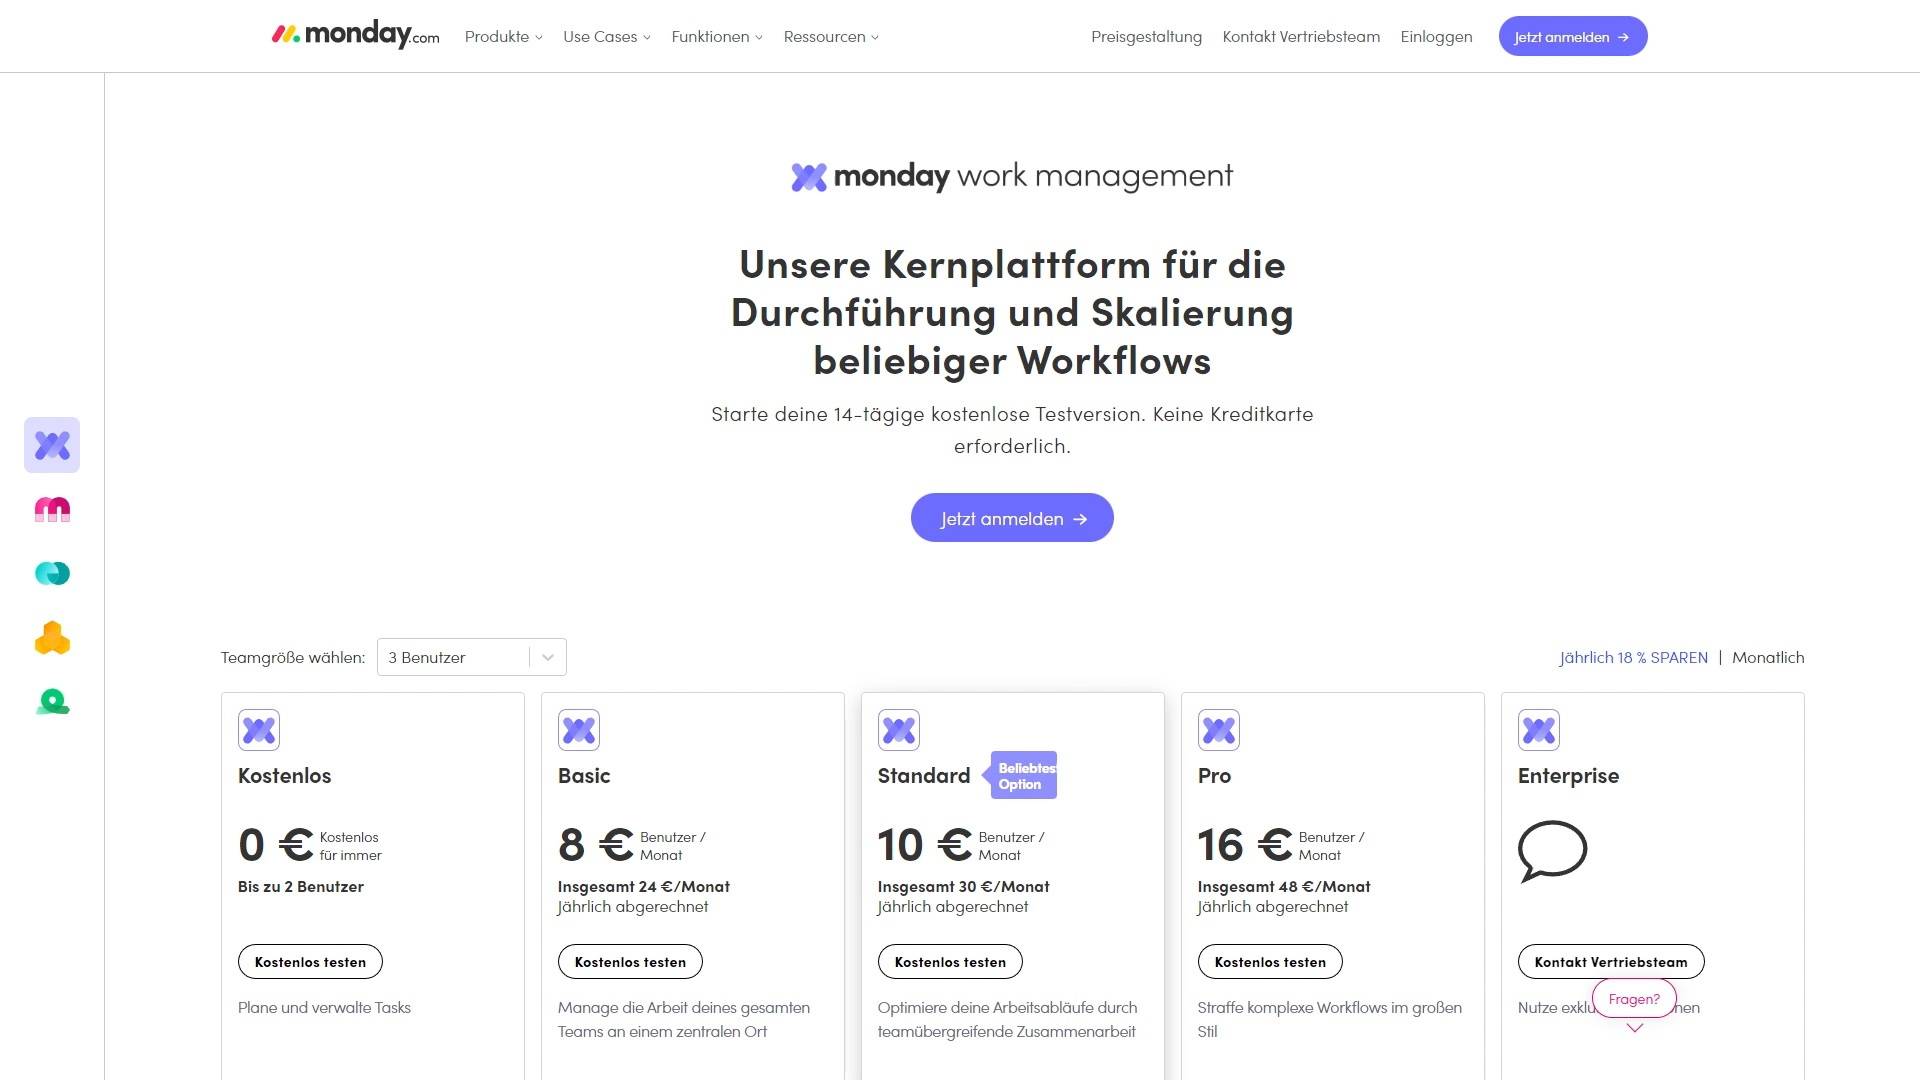 monday.com
Produkte
Use Cases
Funktionen
Ressourcen
Preisgestaltung
Kontakt Vertriebsteam
Einloggen
Jetzt anmelden →
monday work management
Unsere Kernplattform für die
Durchführung und Skalierung
beliebiger Workflows
Starte deine 14-tägige kostenlose Testversion. Keine Kreditkarte
erforderlich.
Jetzt anmelden →
Teamgröße wählen:
3 Benutzer
Jährlich 18 % SPAREN | Monatlich
Kostenlos
0 €
Kostenlos
für immer
Bis zu 2 Benutzer
Kostenlos testen
Plane und verwalte Tasks
Basic
8 €
Benutzer /
Monat
Insgesamt 24 €/Monat
Jährlich abgerechnet
Kostenlos testen
Manage die Arbeit deines gesamten
Teams an einem zentralen Ort
Standard
Beliebtes
Option
10 €
Benutzer /
Monat
Insgesamt 30 €/Monat
Jährlich abgerechnet
Kostenlos testen
Optimiere deine Arbeitsabläufe durch
teamübergreifende Zusammenarbeit
Pro
16 €
Benutzer /
Monat
Insgesamt 48 €/Monat
Jährlich abgerechnet
Kostenlos testen
Straffe komplexe Workflows im großen
Stil
Enterprise
Kontakt Vertriebsteam
Nutze
Fragen?